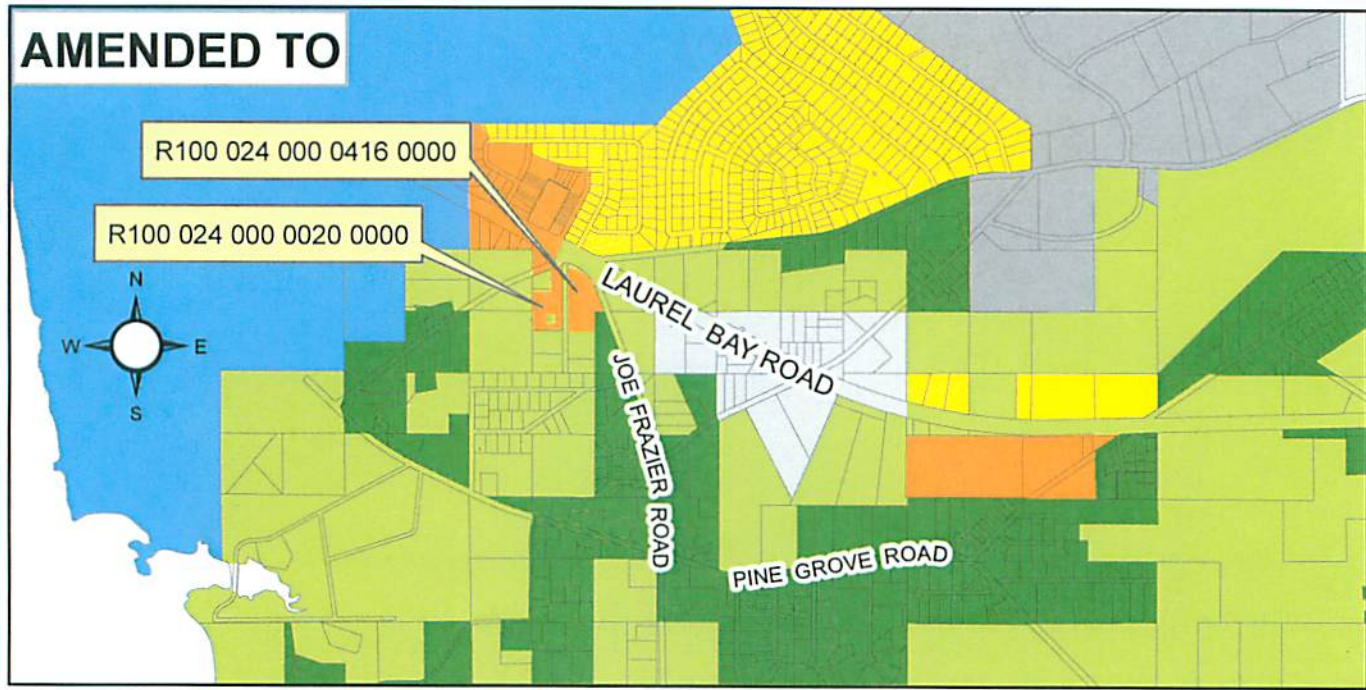 AMENDED TO
R100 024 000 0416 0000
R100 024 000 0020 0000
N
W E
S
LAUREL BAY ROAD
JOE FRAZIER ROAD
PINE GROVE ROAD